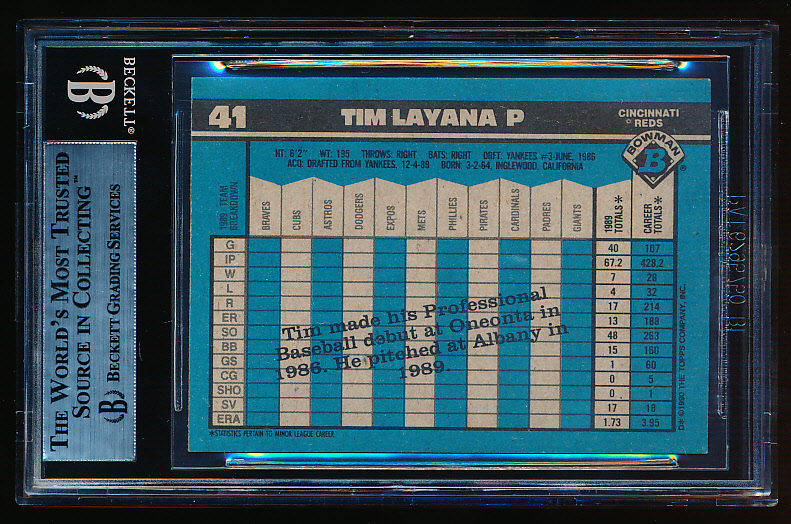 BECKETT®
B
THE WORLD'S MOST TRUSTED
SOURCE IN COLLECTING™
B BECKETT GRADING SERVICES
41 TIM LAYANA P CINCINNATI
REDS
BOWMAN
B
HT: 6'2" WT: 195 THROWS: RIGHT BATS: RIGHT DRFT: YANKEES #3-JUNE, 1986
ACQ: DRAFTED FROM YANKEES, 12-4-89 BORN: 3-2-64, INGLEWOOD, CALIFORNIA
1989 TEAM BREAKDOWN BRAVES CUBS ASTROS DODGERS EXPOS METS PHILLIES PIRATES CARDINALS PADRES GIANTS 1989 TOTALS* CAREER TOTALS*
G 40 107
IP 67.2 428.2
W 7 28
L 4 32
R 17 214
ER 13 188
SO 48 263
BB 15 160
GS 1 60
CG 0 5
SHO 0 1
SV 17 18
ERA 1.73 3.95
Tim made his Professional
Baseball debut at Oneonta in
1986. He pitched at Albany in
1989.
*STATISTICS PERTAIN TO MINOR LEAGUE CAREER.
D* ©1990 THE TOPPS COMPANY, INC.